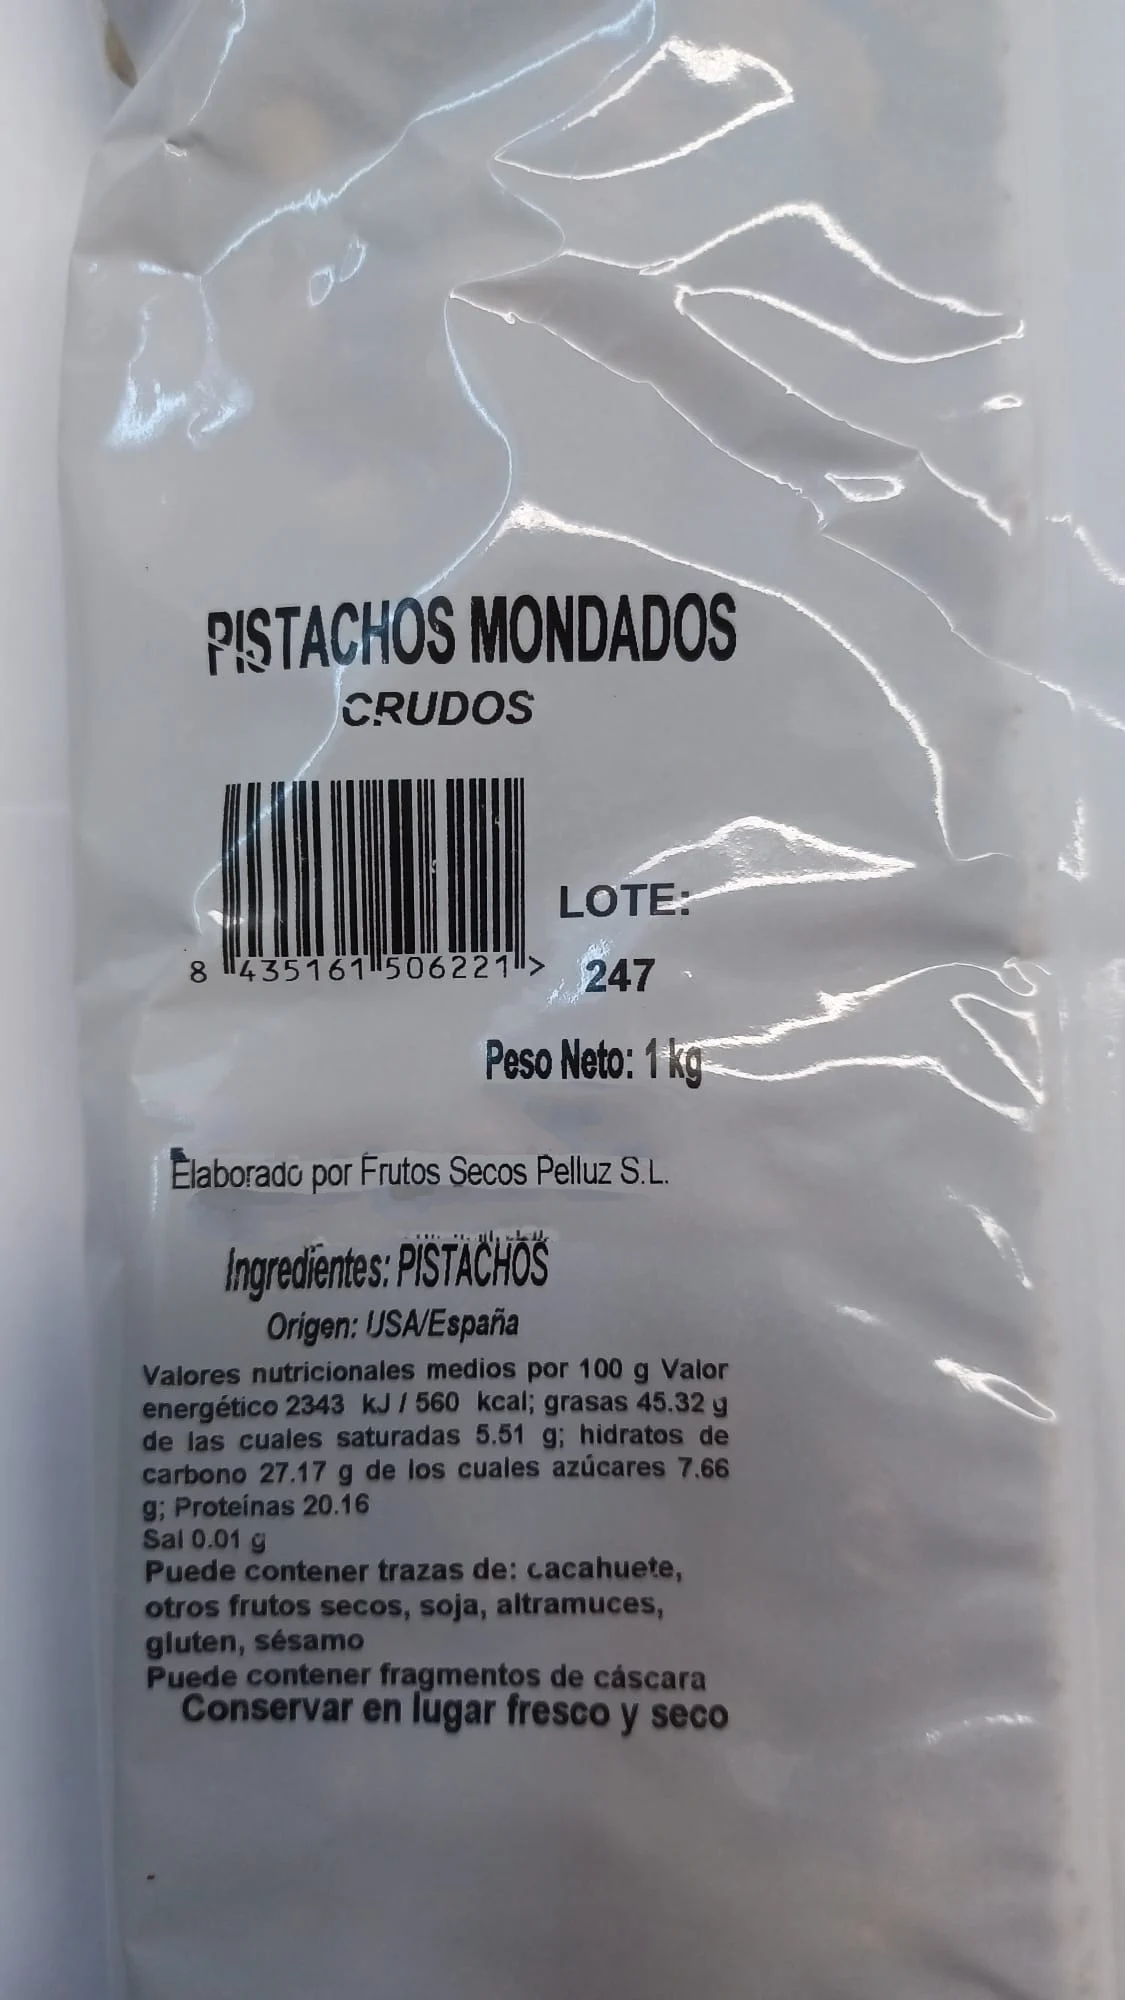 PISTACHOS MONDADOS
CRUDOS
8 435161 506221 >
LOTE:
247
Peso Neto: 1 kg
Elaborado por Frutos Secos Pelluz S.L.
Ingredientes: PISTACHOS
Origen: USA/España
Valores nutricionales medios por 100 g Valor
energético 2343 kJ / 560 kcal; grasas 45.32 g
de las cuales saturadas 5.51 g; hidratos de
carbono 27.17 g de los cuales azúcares 7.66
g; Proteínas 20.16
Sal 0.01 g
Puede contener trazas de: cacahuete,
otros frutos secos, soja, altramuces,
gluten, sésamo
Puede contener fragmentos de cáscara
Conservar en lugar fresco y seco